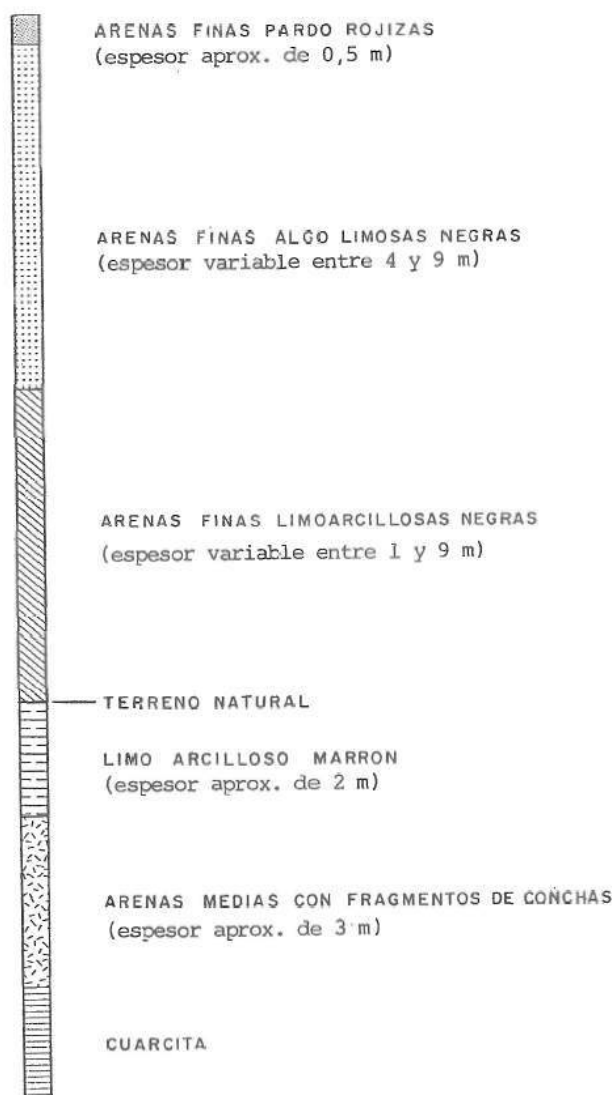 ARENAS FINAS PARDO ROJIZAS
(espesor aprox. de 0,5 m)
ARENAS FINAS ALGO LIMOSAS NEGRAS
(espesor variable entre 4 y 9 m)
ARENAS FINAS LIMOARCILLOSAS NEGRAS
(espesor variable entre 1 y 9 m)
TERRENO NATURAL
LIMO ARCILLOSO MARRON
(espesor aprox. de 2 m)
ARENAS MEDIAS CON FRAGMENTOS DE CONCHAS
(espesor aprox. de 3 m)
CUARCITA